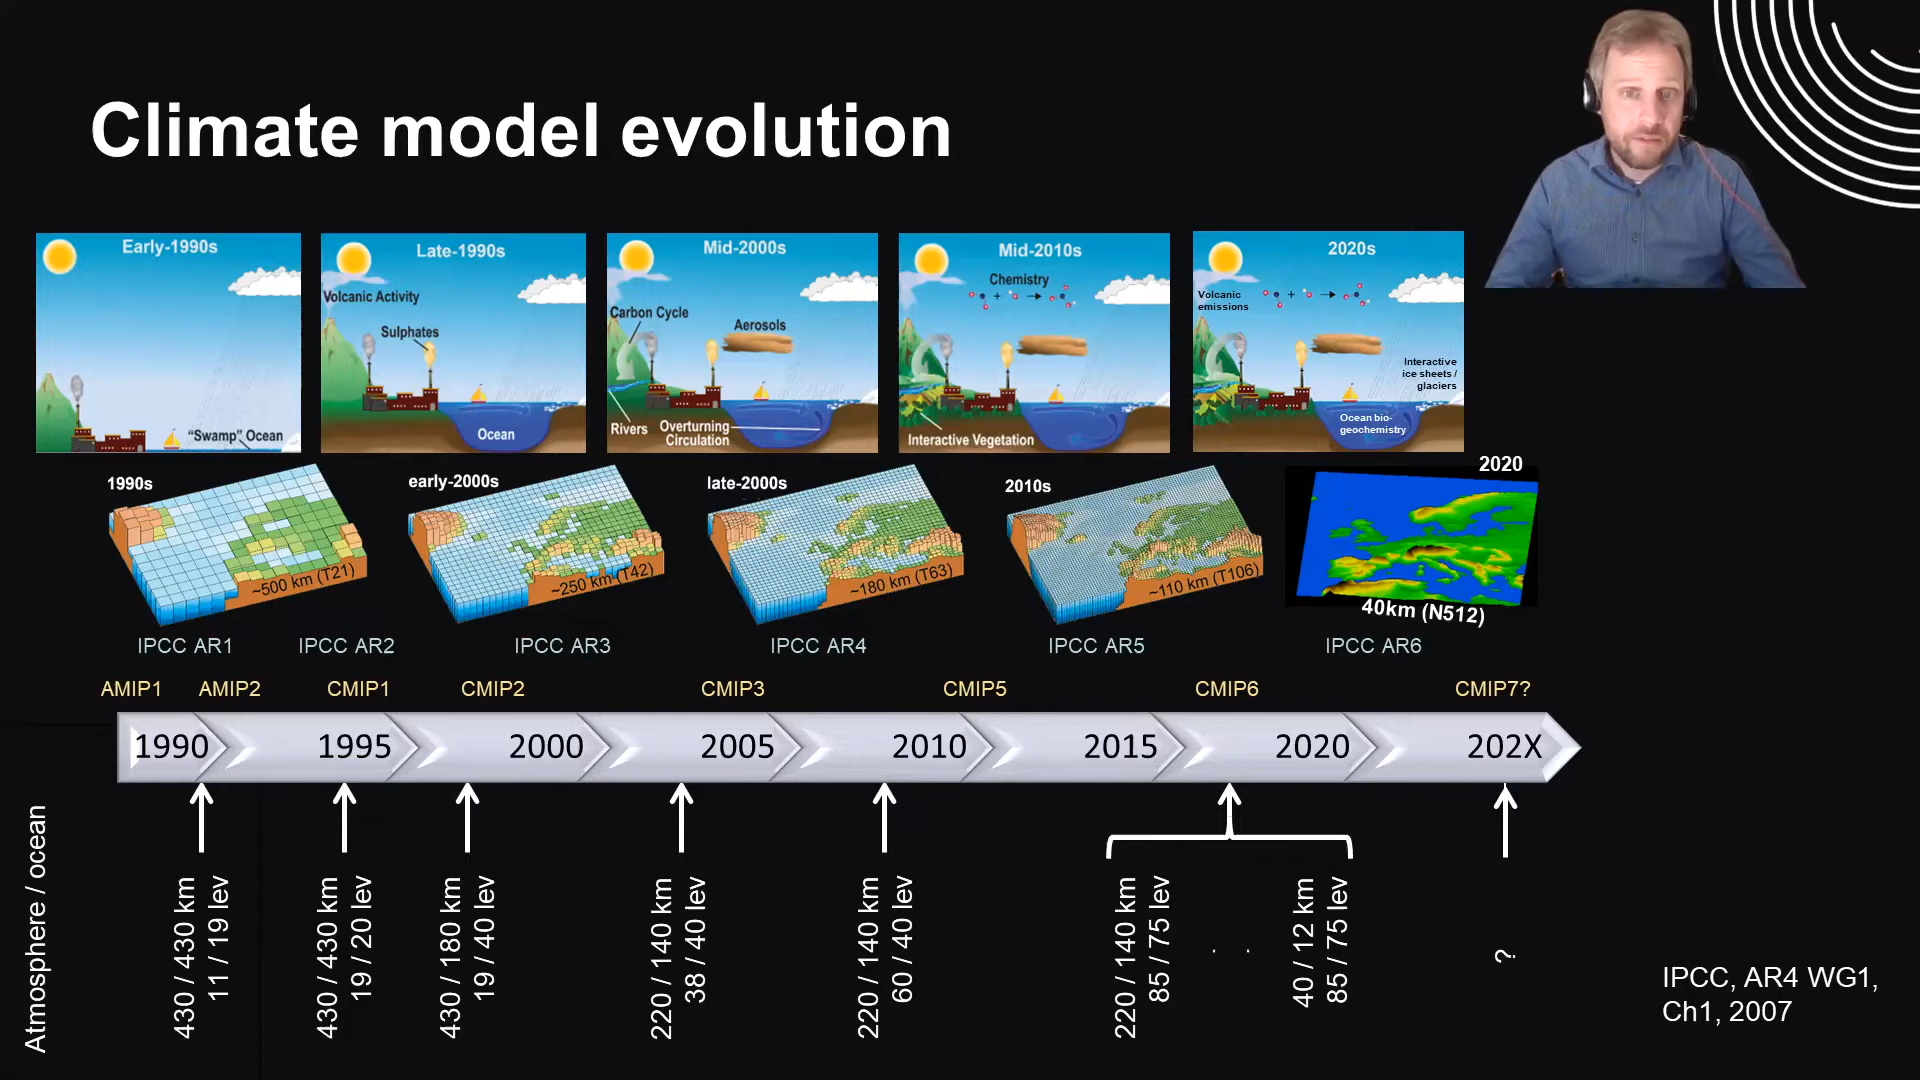 Climate model evolution
Early-1990s
"Swamp" Ocean
Late-1990s
Volcanic Activity
Sulphates
Ocean
Mid-2000s
Carbon Cycle
Aerosols
Rivers
Overturning
Circulation
Mid-2010s
Chemistry
Interactive Vegetation
2020s
Volcanic
emissions
Interactive
ice sheets /
glaciers
Ocean bio-
geochemistry
1990s
~500 km (T21)
early-2000s
~250 km (T42)
late-2000s
~180 km (T63)
2010s
~110 km (T106)
2020
40km (N512)
IPCC AR1
IPCC AR2
IPCC AR3
IPCC AR4
IPCC AR5
IPCC AR6
AMIP1
AMIP2
CMIP1
CMIP2
CMIP3
CMIP5
CMIP6
CMIP7?
1990
1995
2000
2005
2010
2015
2020
202X
Atmosphere / ocean
430 / 430 km
11 / 19 lev
430 / 430 km
19 / 20 lev
430 / 180 km
19 / 40 lev
220 / 140 km
38 / 40 lev
220 / 140 km
60 / 40 lev
220 / 140 km
85 / 75 lev
. .
40 / 12 km
85 / 75 lev
?
IPCC, AR4 WG1,
Ch1, 2007